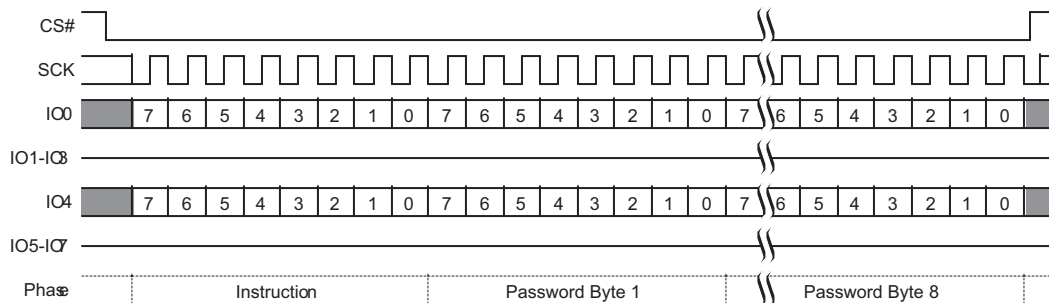 CS#
SCK
IO0 7 6 5 4 3 2 1 0 7 6 5 4 3 2 1 0 7 6 5 4 3 2 1 0
IO1-IO3
IO4 7 6 5 4 3 2 1 0 7 6 5 4 3 2 1 0 7 6 5 4 3 2 1 0
IO5-IO7
Phase Instruction Password Byte 1 Password Byte 8